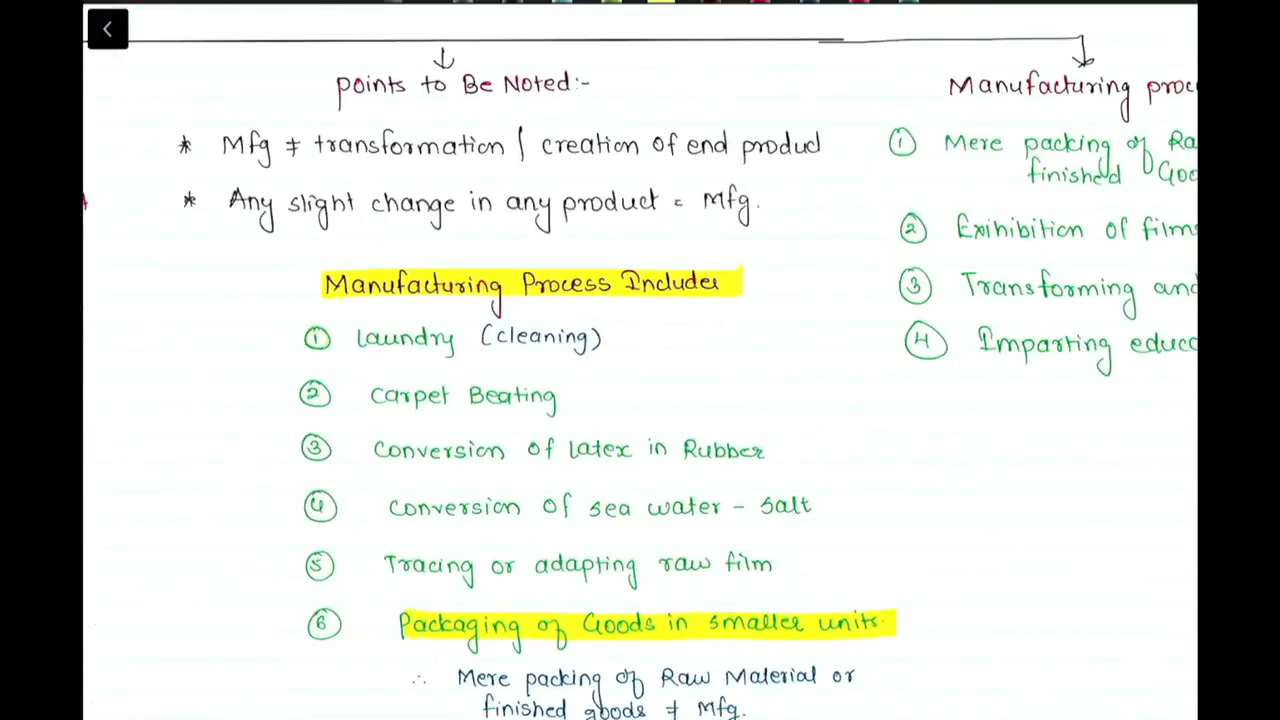 points to Be Noted:-
* Mfg ≠ transformation / creation of end product
* Any slight change in any product = Mfg.
Manufacturing Process Includes
① Laundry (cleaning)
② Carpet Beating
③ Conversion of latex in Rubber
④ Conversion of sea water - salt
⑤ Tracing or adapting raw film
⑥ Packaging of Goods in smaller units.
∴ Mere packing of Raw Material or
finished goods ≠ Mfg.
Manufacturing proc
① Mere packing of Ra
finished Goo
② Exihibition of films
③ Transforming and
④ Imparting educa